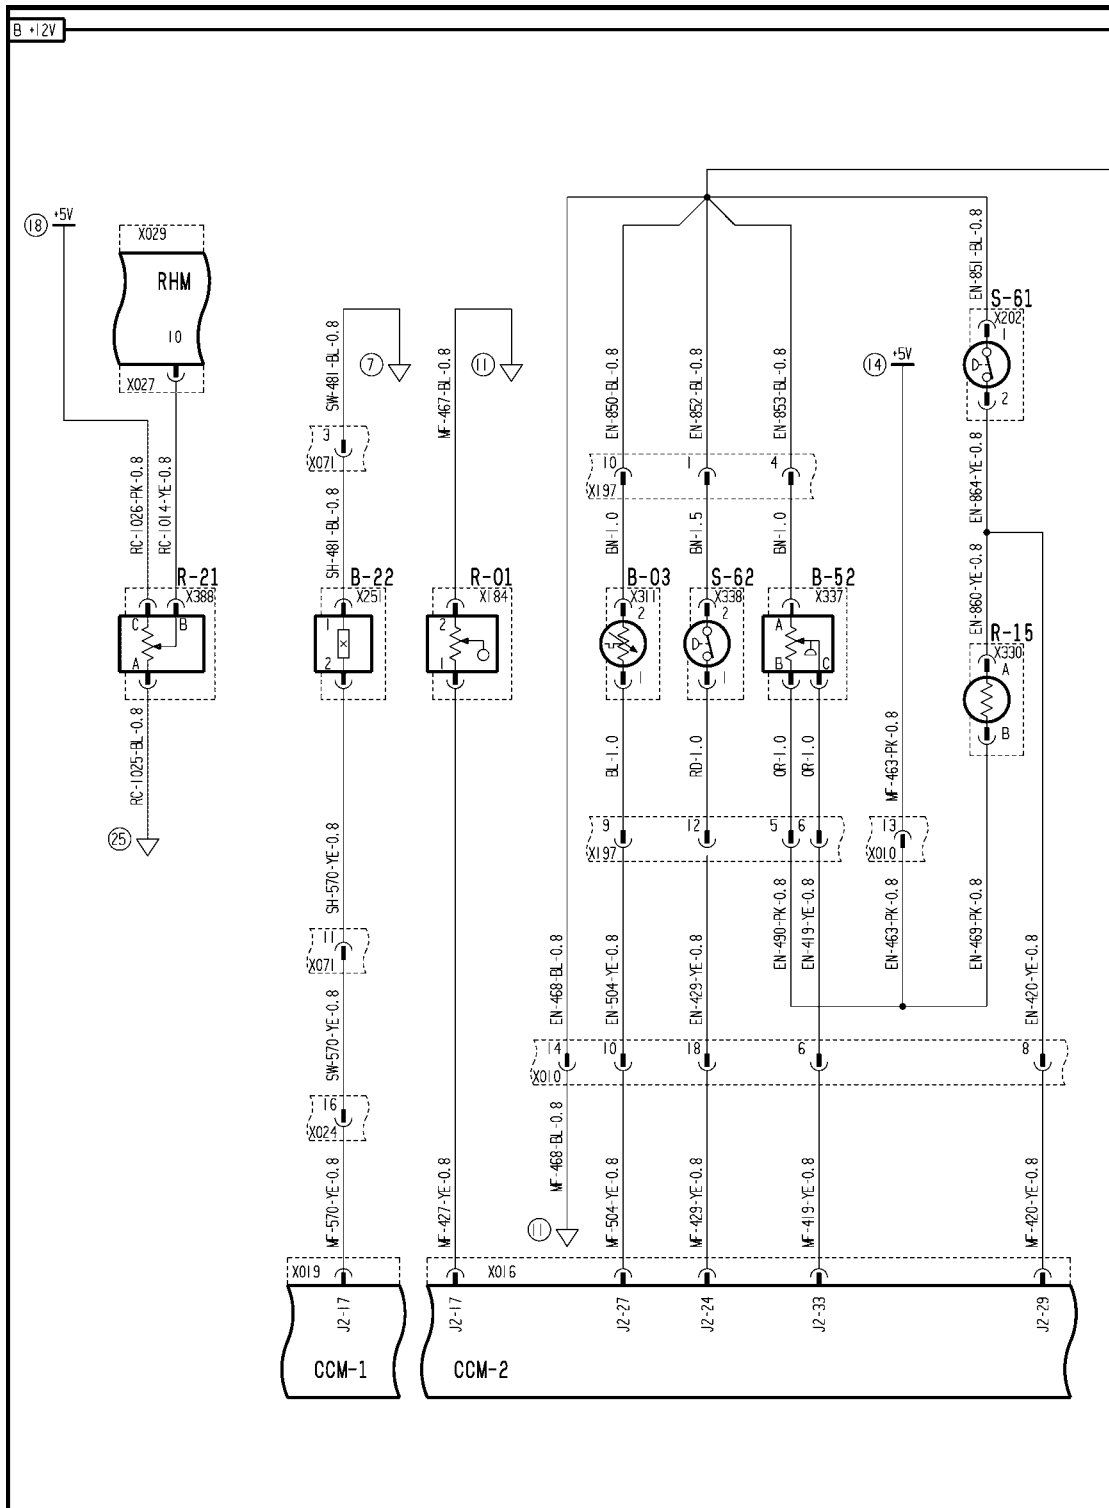 B +12V
18
+5V
X029
RHM
10
X027
RC-1026-PK-0.8
RC-1014-YE-0.8
R-21
X388
C
B
A
RC-1025-BL-0.8
25
SW-481-BL-0.8
7
3
X071
SH-481-BL-0.8
B-22
X251
1
2
SH-570-YE-0.8
11
X071
SW-570-YE-0.8
16
X024
MF-570-YE-0.8
X019
J2-17
CCM-1
MF-467-BL-0.8
11
R-01
X184
2
1
MF-427-YE-0.8
X016
J2-17
CCM-2
EN-850-BL-0.8
EN-852-BL-0.8
EN-853-BL-0.8
10
1
4
X197
BN-1.0
BN-1.5
BN-1.0
B-03
X311
2
1
S-62
X338
2
1
B-52
X337
A
B
C
BL-1.0
RD-1.0
OR-1.0
OR-1.0
9
12
5
6
X197
EN-468-BL-0.8
EN-504-YE-0.8
EN-429-YE-0.8
EN-490-PK-0.8
EN-419-YE-0.8
14
+5V
MF-463-PK-0.8
13
X010
EN-463-PK-0.8
EN-851-BL-0.8
S-61
X202
1
2
EN-864-YE-0.8
EN-860-YE-0.8
R-15
X330
A
B
EN-469-PK-0.8
EN-420-YE-0.8
14
10
18
6
8
X010
MF-468-BL-0.8
11
MF-504-YE-0.8
MF-429-YE-0.8
MF-419-YE-0.8
MF-420-YE-0.8
J2-27
J2-24
J2-33
J2-29